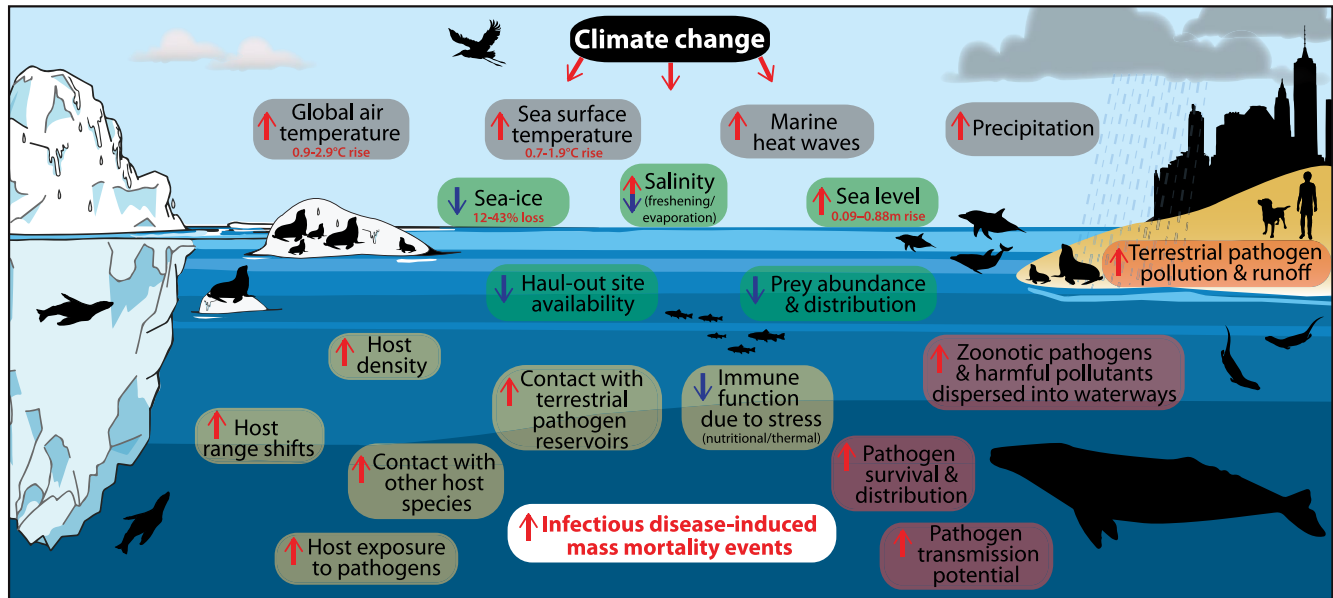 Climate change
Global air
temperature
0.9-2.9°C rise
Sea surface
temperature
0.7-1.9°C rise
Marine
heat waves
Precipitation
Sea-ice
12-43% loss
Salinity
(freshening/
evaporation)
Sea level
0.09–0.88m rise
Terrestrial pathogen
pollution & runoff
Haul-out site
availability
Prey abundance
& distribution
Host
density
Contact with
terrestrial
pathogen
reservoirs
Immune
function
due to stress
(nutritional/thermal)
Zoonotic pathogens
& harmful pollutants
dispersed into waterways
Host
range shifts
Contact with
other host
species
Pathogen
survival &
distribution
Infectious disease-induced
mass mortality events
Host exposure
to pathogens
Pathogen
transmission
potential